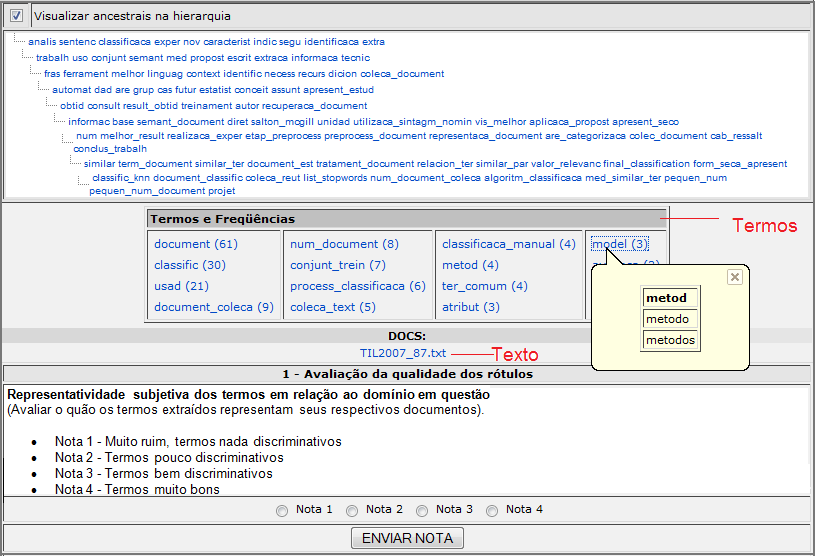 Visualizar ancestrais na hierarquia
analis sentenc classificaca exper nov caracterist indic segu identificaca extra
trabalh uso conjunt semant med propost escrit extraca informaca tecnic
fras ferrament melhor linguag context identific necess recurs dicion coleca_document
automat dad are grup cas futur estatist conceit assunt apresent_estud
obtid consult result_obtid treinament autor recuperaca_document
informac base semant_document diret salton_mcgill unidad utilizaca_sintagm_nomin vis_melhor aplicaca_propost apresent_seco
num melhor_result realizaca_exper etap_preprocess preprocess_document representaca_document are_categorizaca colec_document cab_ressalt
conclus_trabalh
similar term_document similar_ter document_est tratament_document relacion_ter similar_par valor_relevanc final_classification form_seca_apresent
classific_knn document_classific coleca_reut list_stopwords num_document_coleca algoritm_classificaca med_similar_ter pequen_num
pequen_num_document projet
Termos e Freqüências
Termos
document (61) num_document (8) classificaca_manual (4) model (3)
classific (30) conjunt_trein (7) metod (4)
usad (21) process_classificaca (6) ter_comum (4)
document_coleca (9) coleca_text (5) atribut (3)
metod
metodo
metodos
DOCS:
TIL2007_87.txt Texto
1 - Avaliação da qualidade dos rótulos
Representatividade subjetiva dos termos em relação ao domínio em questão
(Avaliar o quão os termos extraídos representam seus respectivos documentos).
• Nota 1 - Muito ruim, termos nada discriminativos
• Nota 2 - Termos pouco discriminativos
• Nota 3 - Termos bem discriminativos
• Nota 4 - Termos muito bons
Nota 1 Nota 2 Nota 3 Nota 4
ENVIAR NOTA